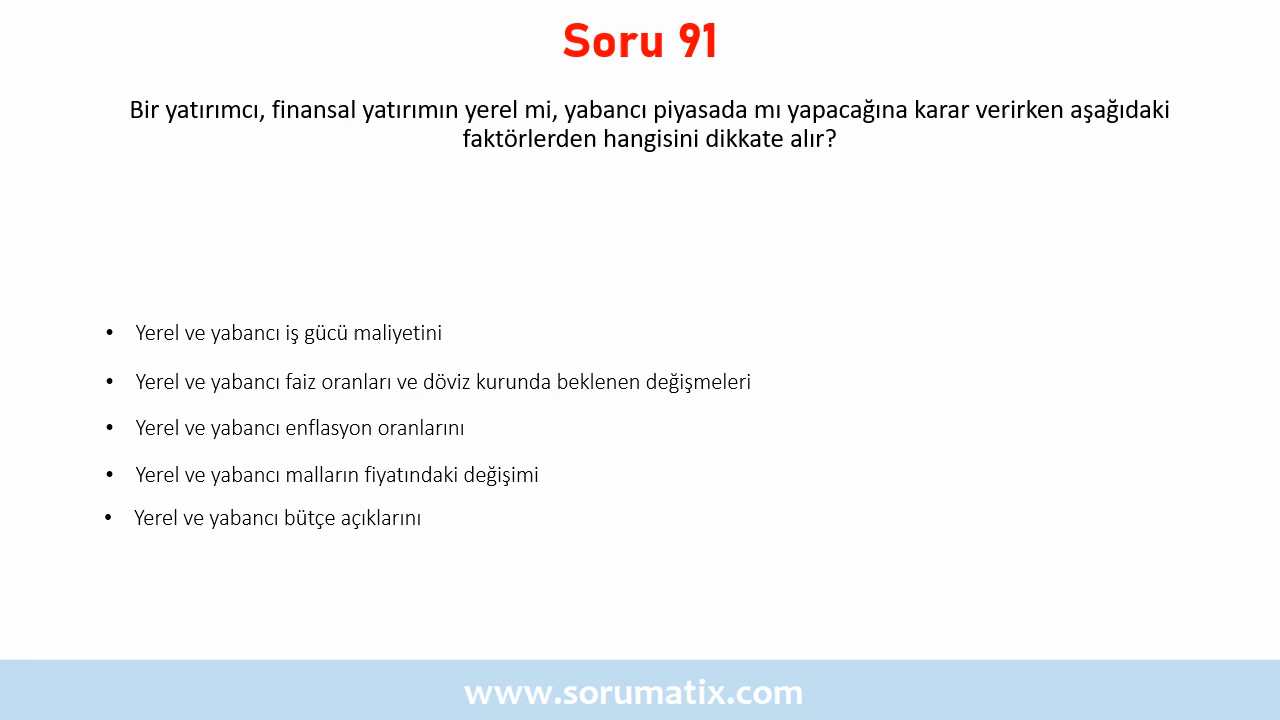 Soru 91
Bir yatırımcı, finansal yatırımın yerel mi, yabancı piyasada mı yapacağına karar verirken aşağıdaki
faktörlerden hangisini dikkate alır?
• Yerel ve yabancı iş gücü maliyetini
• Yerel ve yabancı faiz oranları ve döviz kurunda beklenen değişmeleri
• Yerel ve yabancı enflasyon oranlarını
• Yerel ve yabancı malların fiyatındaki değişimi
• Yerel ve yabancı bütçe açıklarını
www.sorumatix.com